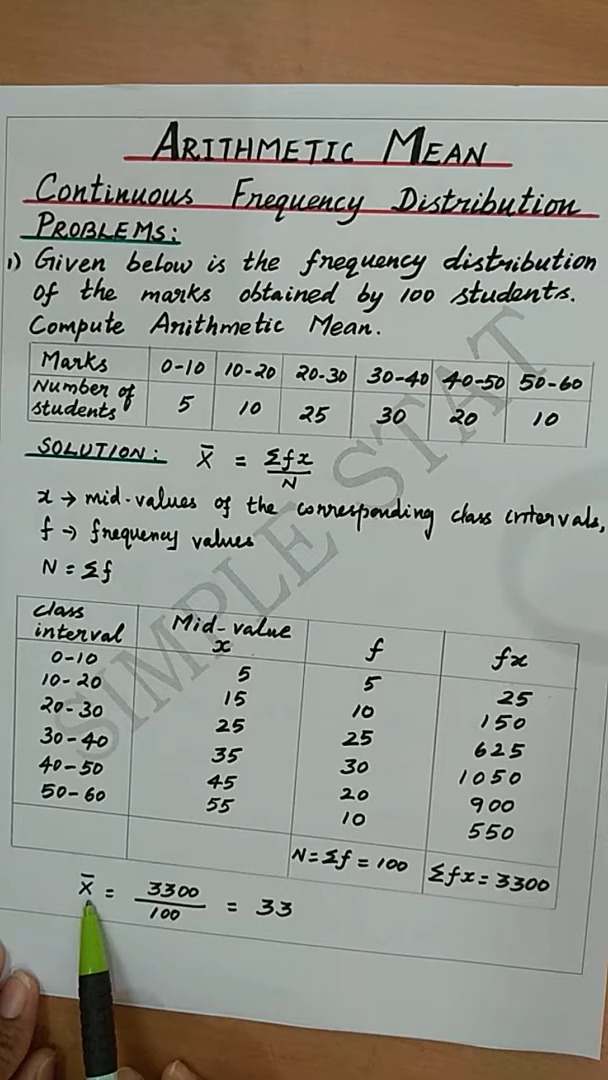 ARITHMETIC MEAN
Continuous Frequency Distribution
PROBLEMS:
1) Given below is the frequency distribution
of the marks obtained by 100 students.
Compute Arithmetic Mean.
Marks 0-10 10-20 20-30 30-40 40-50 50-60
Number of students 5 10 25 30 20 10
SOLUTION: X̄ = Σfx / N
x → mid-values of the corresponding class intervals,
f → frequency values
N = Σf
class interval Mid-value x f fx
0-10 5 5 25
10-20 15 10 150
20-30 25 25 625
30-40 35 30 1050
40-50 45 20 900
50-60 55 10 550
N = Σf = 100 Σfx = 3300
X̄ = 3300 / 100 = 33
SIMPLE STAT